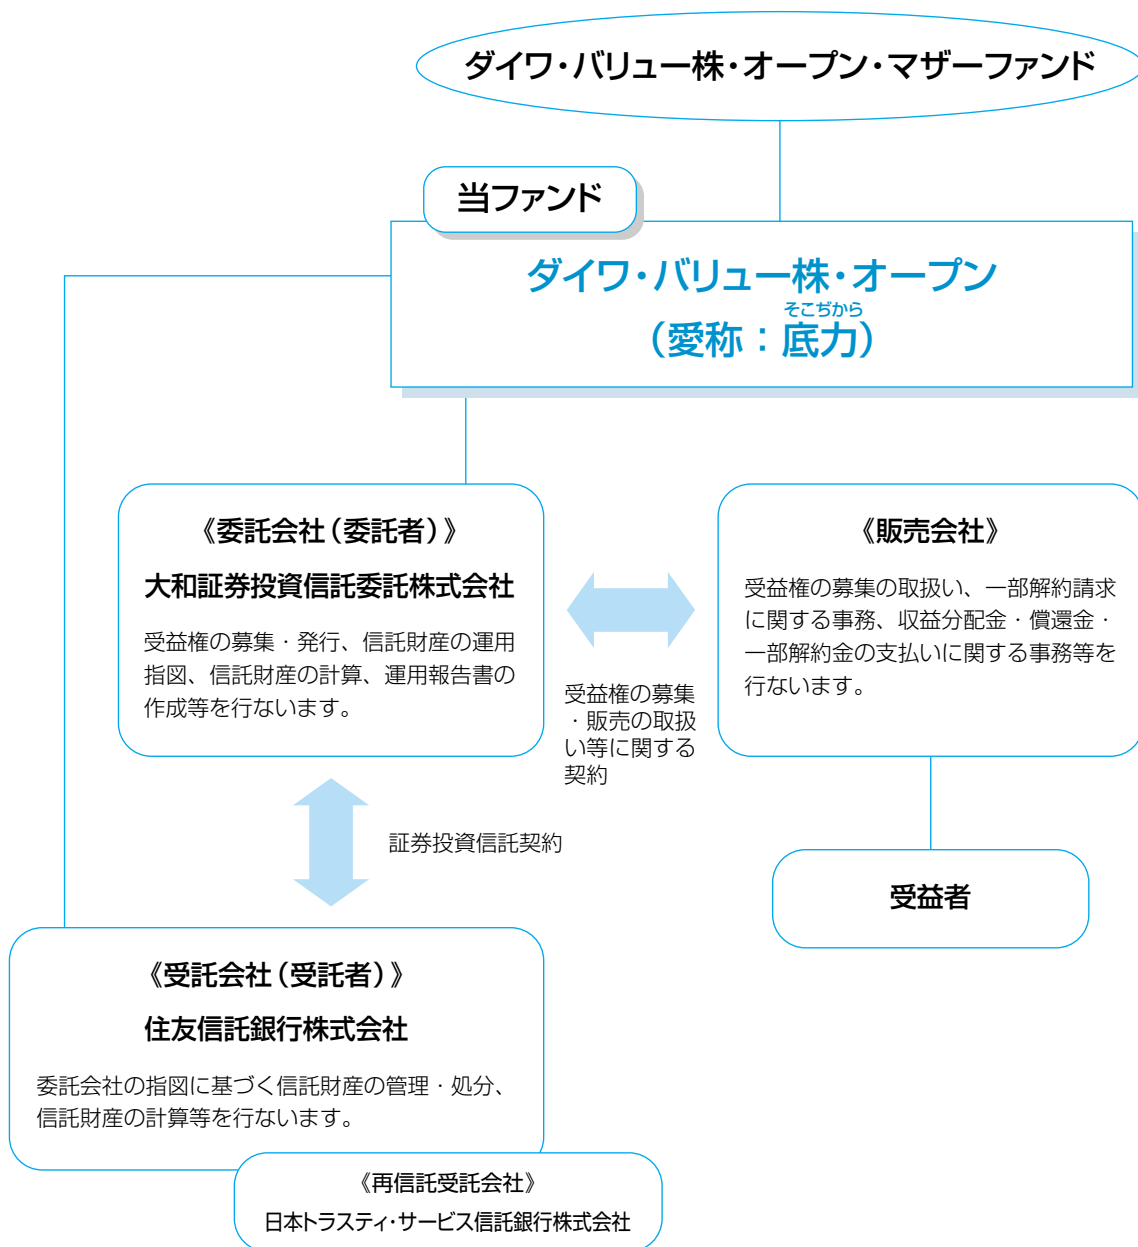 ダイワ・バリュー株・オープン・マザーファンド
当ファンド
ダイワ・バリュー株・オープン
そこぢから
（愛称：底力）
《委託会社（委託者）》
大和証券投資信託委託株式会社
受益権の募集・発行、信託財産の運用
指図、信託財産の計算、運用報告書の
作成等を行ないます。
受益権の募集
・販売の取扱
い等に関する
契約
《販売会社》
受益権の募集の取扱い、一部解約請求
に関する事務、収益分配金・償還金・
一部解約金の支払いに関する事務等を
行ないます。
証券投資信託契約
受益者
《受託会社（受託者）》
住友信託銀行株式会社
委託会社の指図に基づく信託財産の管理・処分、
信託財産の計算等を行ないます。
《再信託受託会社》
日本トラスティ・サービス信託銀行株式会社